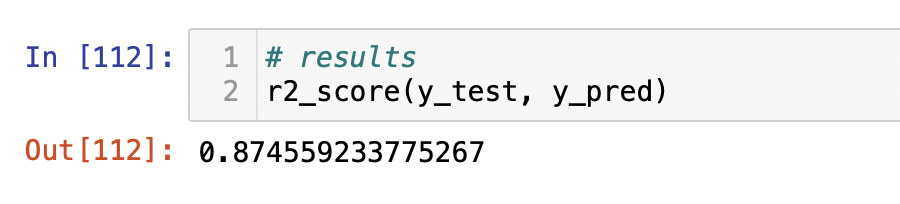 In [112]:
1 # results
2 r2_score(y_test, y_pred)
Out[112]: 0.874559233775267